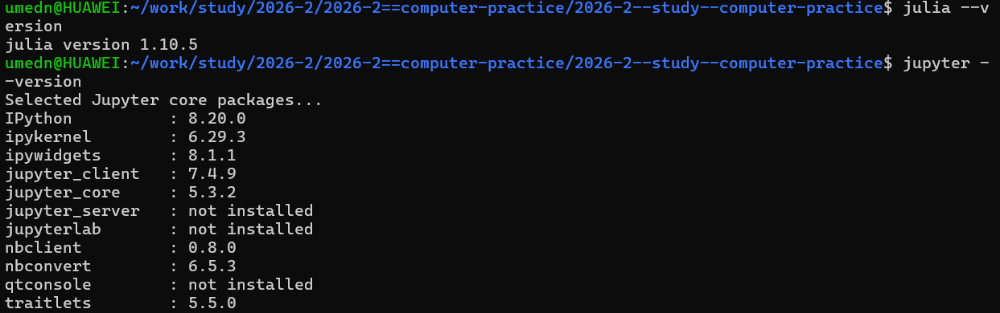 umedn@HUAWEI:~/work/study/2026-2/2026-2==computer-practice/2026-2--study--computer-practice$ julia --v
ersion
julia version 1.10.5
umedn@HUAWEI:~/work/study/2026-2/2026-2==computer-practice/2026-2--study--computer-practice$ jupyter -
-version
Selected Jupyter core packages...
IPython          : 8.20.0
ipykernel        : 6.29.3
ipywidgets       : 8.1.1
jupyter_client   : 7.4.9
jupyter_core     : 5.3.2
jupyter_server   : not installed
jupyterlab       : not installed
nbclient         : 0.8.0
nbconvert        : 6.5.3
qtconsole        : not installed
traitlets        : 5.5.0